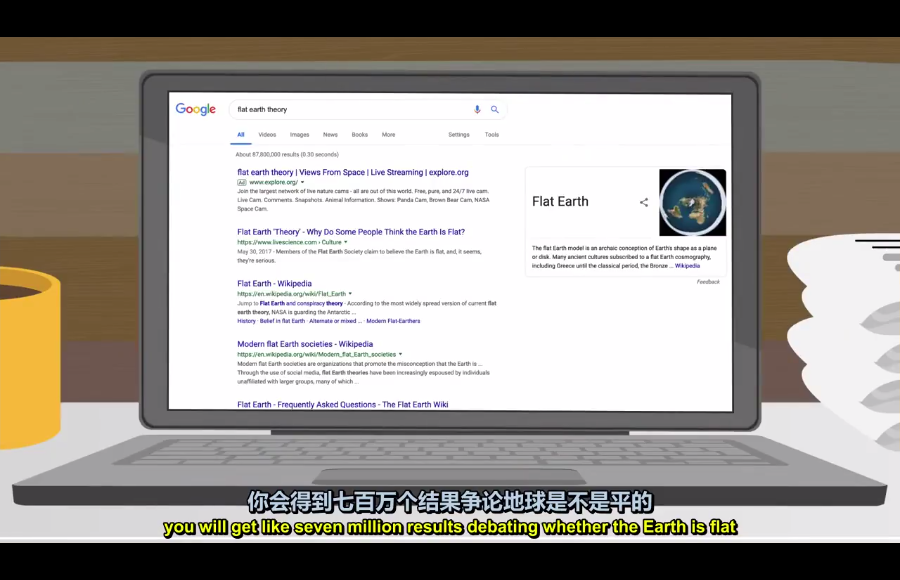 Google
flat earth theory
All Videos Images News Books More Settings Tools
About 87,800,000 results (0.30 seconds)
flat earth theory | Views From Space | Live Streaming | explore.org
Ad www.explore.org/
Join the largest network of live nature cams - all are out of this world. Free, pure, and 24/7 live cam.
Live Cam. Comments. Snapshots. Animal Information. Shows: Panda Cam, Brown Bear Cam, NASA
Space Cam.
Flat Earth 'Theory' - Why Do Some People Think the Earth Is Flat?
https://www.livescience.com › Culture
May 30, 2017 - Members of the Flat Earth Society claim to believe the Earth is flat, and, it seems,
they're serious.
Flat Earth - Wikipedia
https://en.wikipedia.org/wiki/Flat_Earth
Jump to Flat Earth and conspiracy theory - According to the most widely spread version of current flat
earth theory, NASA is guarding the Antarctic ...
History · Belief in flat Earth · Alternate or mixed ... · Modern Flat-Earthers
Modern flat Earth societies - Wikipedia
https://en.wikipedia.org/wiki/Modern_flat_Earth_societies
Modern flat Earth societies are organizations that promote the misconception that the Earth is ...
Through the use of social media, flat Earth theories have been increasingly espoused by individuals
unaffiliated with larger groups, many of which ...
Flat Earth - Frequently Asked Questions - The Flat Earth Wiki
Flat Earth
The flat Earth model is an archaic conception of Earth's shape as a plane
or disk. Many ancient cultures subscribed to a flat Earth cosmography,
including Greece until the classical period, the Bronze ... Wikipedia
Feedback
你会得到七百万个结果争论地球是不是平的
you will get like seven million results debating whether the Earth is flat